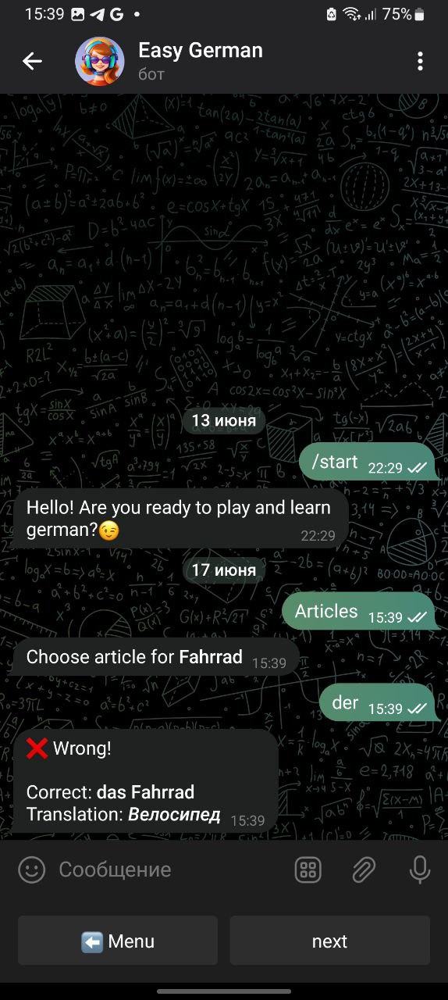 15:39 75%
Easy German
бот
13 июня
/start 22:29
Hello! Are you ready to play and learn
german?😉 22:29
17 июня
Articles 15:39
Choose article for Fahrrad 15:39
der 15:39
❌ Wrong!
Correct: das Fahrrad
Translation: Велосипед 15:39
Сообщение
⬅️ Menu
next